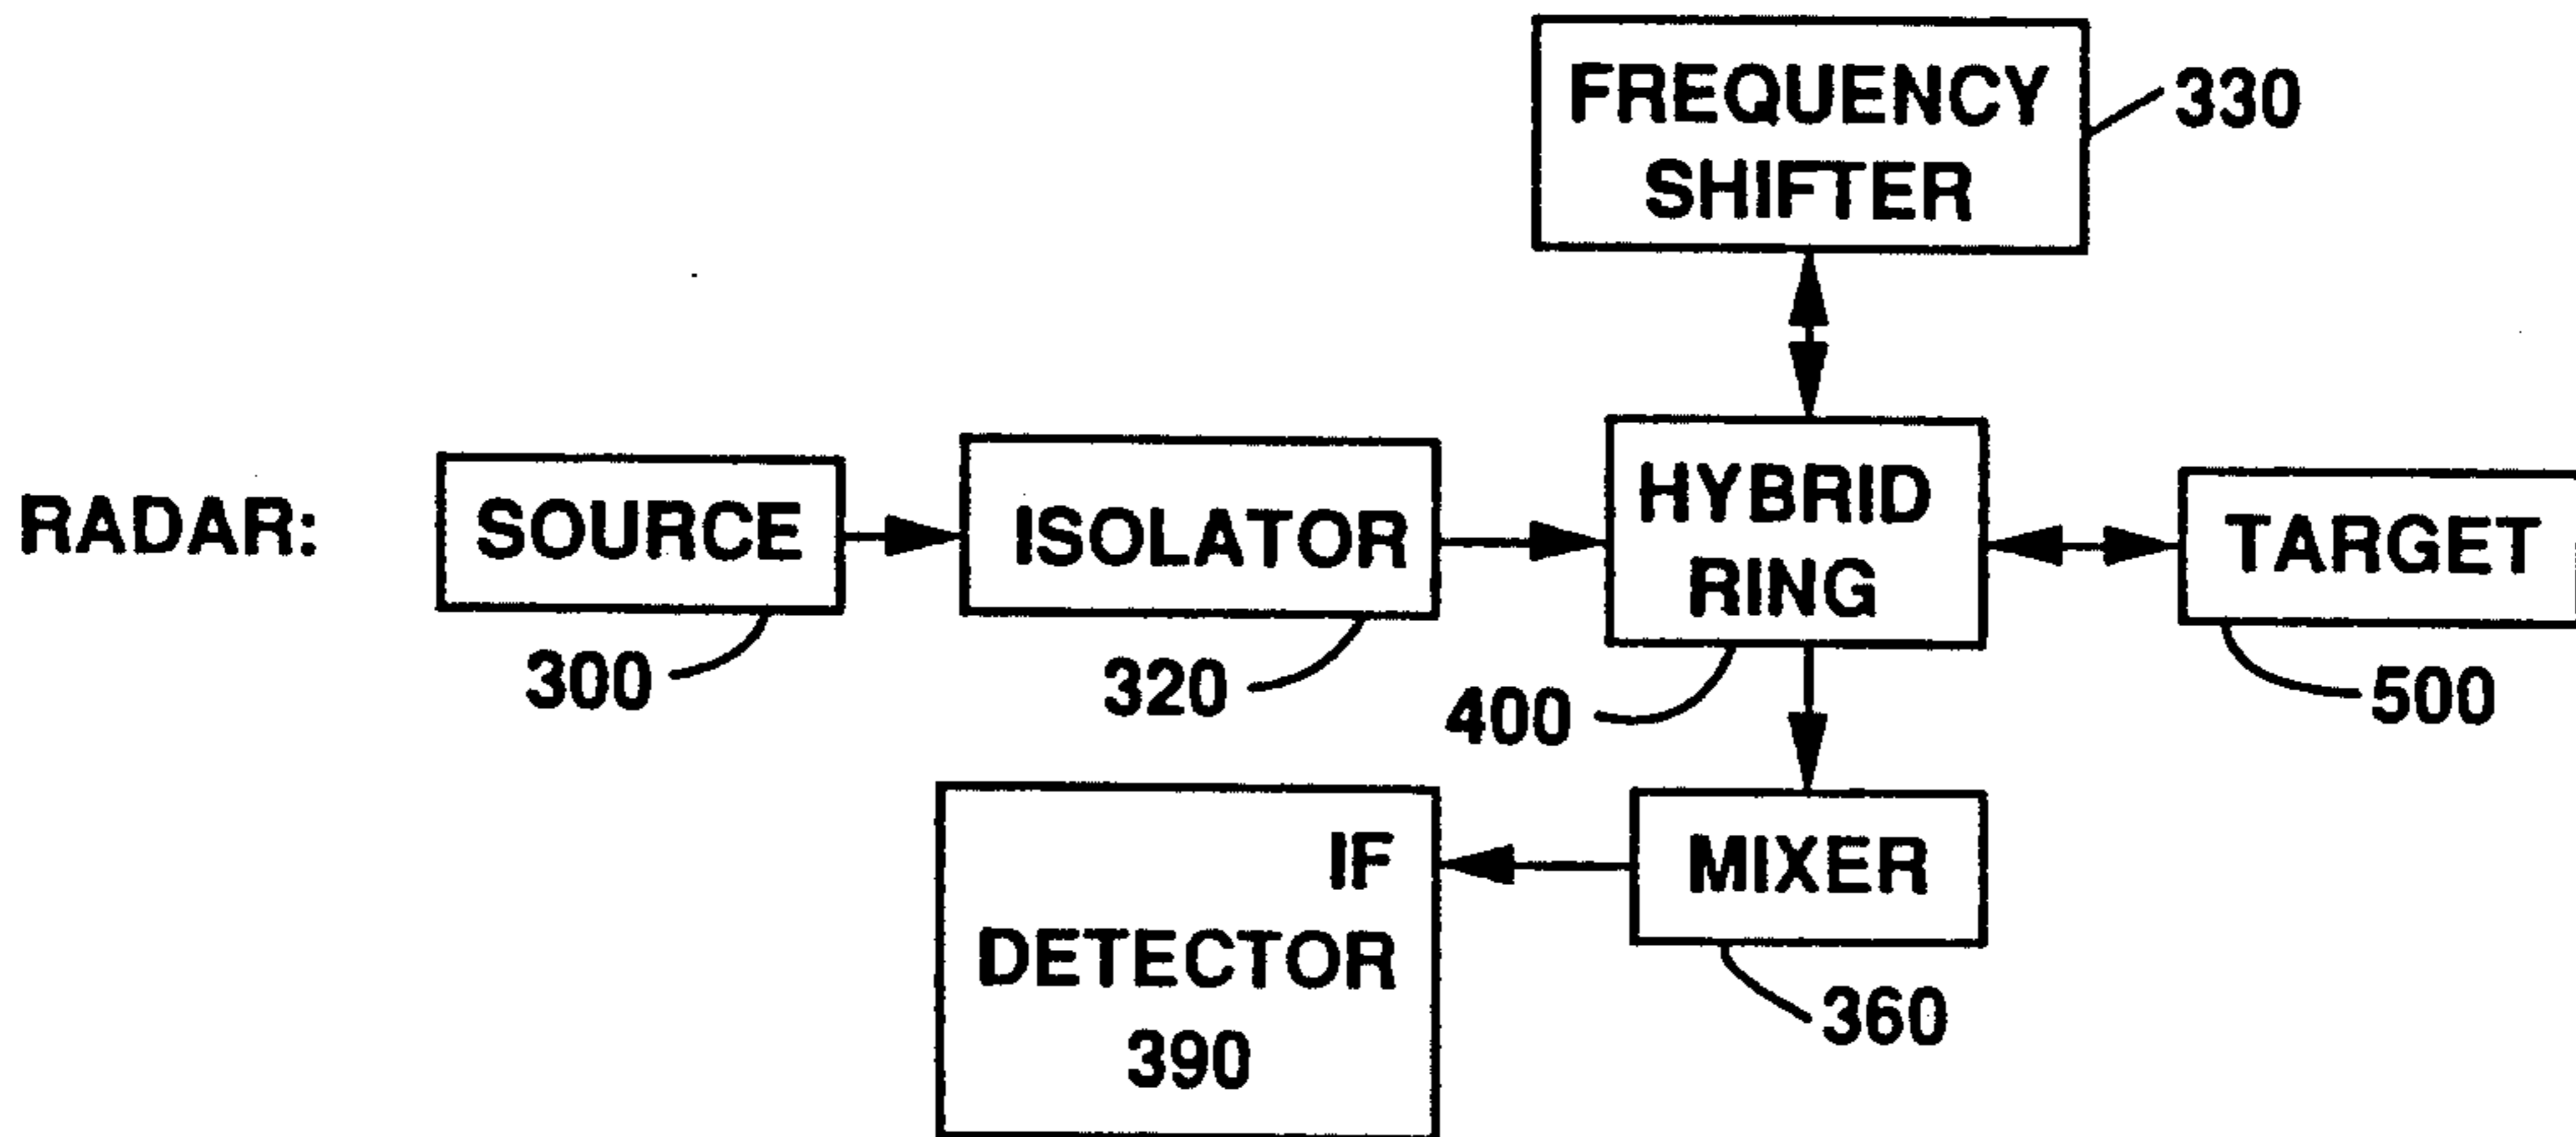 FREQUENCY
SHIFTER
330
RADAR:
SOURCE
ISOLATOR
HYBRID
RING
TARGET
300
320
400
500
IF
DETECTOR
390
MIXER
360